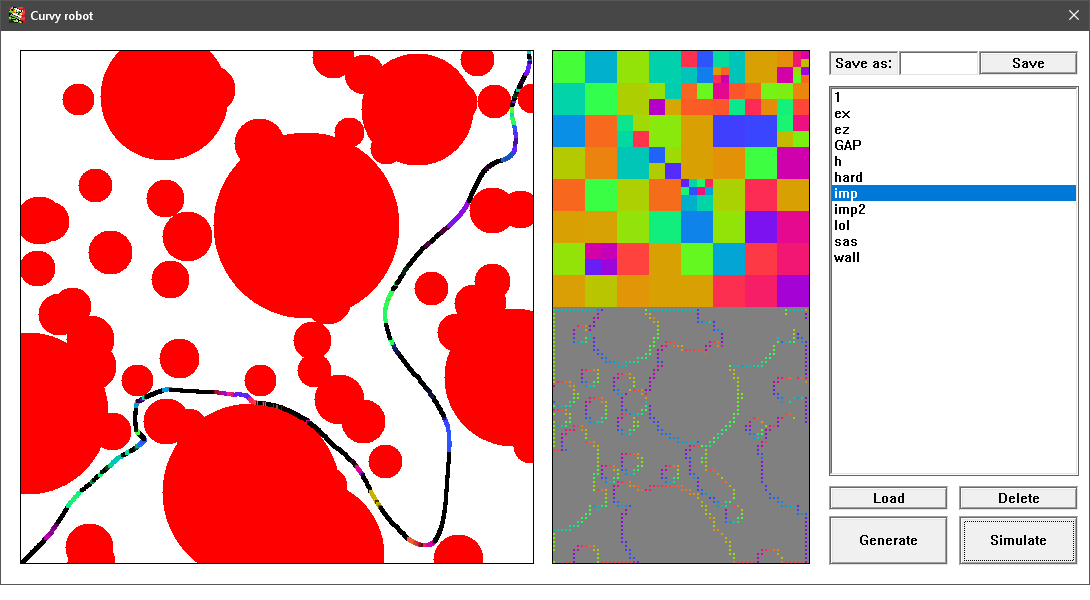 Curvy robot
Save as:
Save
1
ex
ez
GAP
h
hard
imp
imp2
lol
sas
wall
Load
Delete
Generate
Simulate